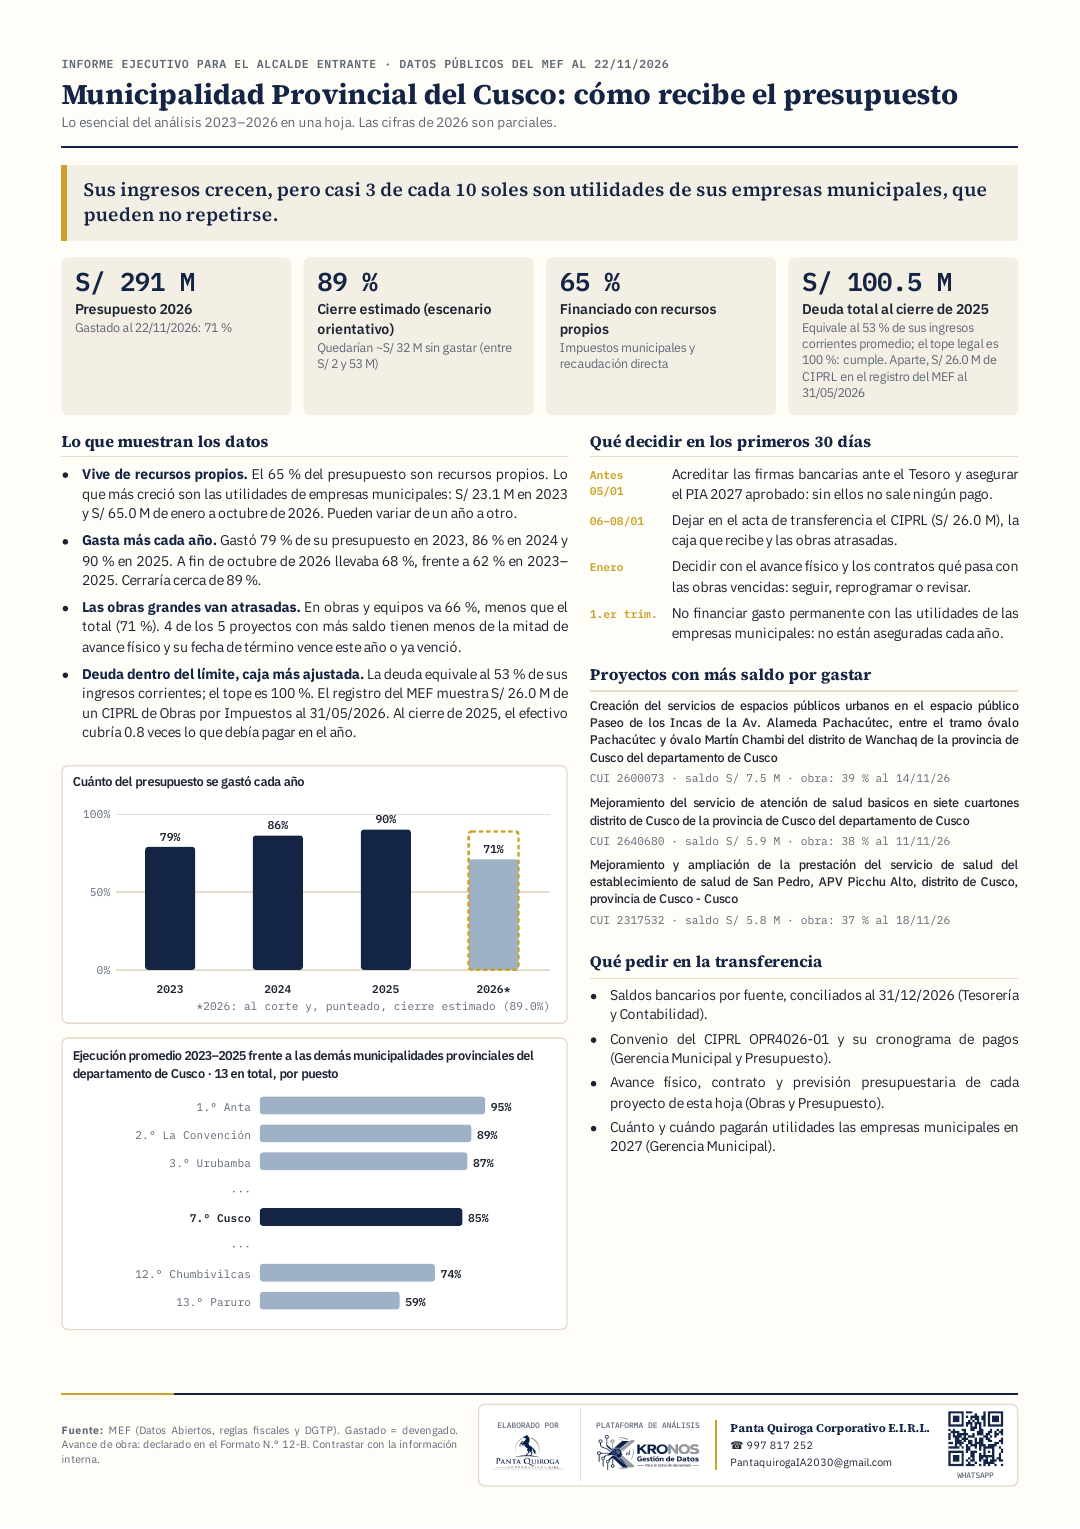 INFORME EJECUTIVO PARA EL ALCALDE ENTRANTE · DATOS PÚBLICOS DEL MEF AL 22/11/2026
Municipalidad Provincial del Cusco: cómo recibe el presupuesto
Lo esencial del análisis 2023–2026 en una hoja. Las cifras de 2026 son parciales.
Sus ingresos crecen, pero casi 3 de cada 10 soles son utilidades de sus empresas municipales, que
pueden no repetirse.
S/ 291 M
Presupuesto 2026
Gastado al 22/11/2026: 71 %
89 %
Cierre estimado (escenario
orientativo)
Quedarían ~S/ 32 M sin gastar (entre
S/ 2 y 53 M)
65 %
Financiado con recursos
propios
Impuestos municipales y
recaudación directa
S/ 100.5 M
Deuda total al cierre de 2025
Equivale al 53 % de sus ingresos
corrientes promedio; el tope legal es
100 %: cumple. Aparte, S/ 26.0 M de
CIPRL en el registro del MEF al
31/05/2026
Lo que muestran los datos
• Vive de recursos propios. El 65 % del presupuesto son recursos propios. Lo
que más creció son las utilidades de empresas municipales: S/ 23.1 M en 2023
y S/ 65.0 M de enero a octubre de 2026. Pueden variar de un año a otro.
• Gasta más cada año. Gastó 79 % de su presupuesto en 2023, 86 % en 2024 y
90 % en 2025. A fin de octubre de 2026 llevaba 68 %, frente a 62 % en 2023–
2025. Cerraría cerca de 89 %.
• Las obras grandes van atrasadas. En obras y equipos va 66 %, menos que el
total (71 %). 4 de los 5 proyectos con más saldo tienen menos de la mitad de
avance físico y su fecha de término vence este año o ya venció.
• Deuda dentro del límite, caja más ajustada. La deuda equivale al 53 % de sus
ingresos corrientes; el tope es 100 %. El registro del MEF muestra S/ 26.0 M de
un CIPRL de Obras por Impuestos al 31/05/2026. Al cierre de 2025, el efectivo
cubría 0.8 veces lo que debía pagar en el año.
Cuánto del presupuesto se gastó cada año
100%
50%
0%
79%
86%
90%
71%
2023
2024
2025
2026*
*2026: al corte y, punteado, cierre estimado (89.0%)
Ejecución promedio 2023–2025 frente a las demás municipalidades provinciales del
departamento de Cusco · 13 en total, por puesto
1.° Anta 95%
2.° La Convención 89%
3.° Urubamba 87%
...
7.° Cusco 85%
...
12.° Chumbivilcas 74%
13.° Paruro 59%
Qué decidir en los primeros 30 días
Antes
05/01
Acreditar las firmas bancarias ante el Tesoro y asegurar
el PIA 2027 aprobado: sin ellos no sale ningún pago.
06–08/01
Dejar en el acta de transferencia el CIPRL (S/ 26.0 M), la
caja que recibe y las obras atrasadas.
Enero
Decidir con el avance físico y los contratos qué pasa con
las obras vencidas: seguir, reprogramar o revisar.
1.er trim.
No financiar gasto permanente con las utilidades de las
empresas municipales: no están aseguradas cada año.
Proyectos con más saldo por gastar
Creación del servicios de espacios públicos urbanos en el espacio público
Paseo de los Incas de la Av. Alameda Pachacútec, entre el tramo óvalo
Pachacútec y óvalo Martín Chambi del distrito de Wanchaq de la provincia de
Cusco del departamento de Cusco
CUI 2600073 · saldo S/ 7.5 M · obra: 39 % al 14/11/26
Mejoramiento del servicio de atención de salud basicos en siete cuartones
distrito de Cusco de la provincia de Cusco del departamento de Cusco
CUI 2640680 · saldo S/ 5.9 M · obra: 38 % al 11/11/26
Mejoramiento y ampliación de la prestación del servicio de salud del
establecimiento de salud de San Pedro, APV Picchu Alto, distrito de Cusco,
provincia de Cusco - Cusco
CUI 2317532 · saldo S/ 5.8 M · obra: 37 % al 18/11/26
Qué pedir en la transferencia
• Saldos bancarios por fuente, conciliados al 31/12/2026 (Tesorería
y Contabilidad).
• Convenio del CIPRL OPR4026-01 y su cronograma de pagos
(Gerencia Municipal y Presupuesto).
• Avance físico, contrato y previsión presupuestaria de cada
proyecto de esta hoja (Obras y Presupuesto).
• Cuánto y cuándo pagarán utilidades las empresas municipales en
2027 (Gerencia Municipal).
Fuente: MEF (Datos Abiertos, reglas fiscales y DGTP). Gastado = devengado.
Avance de obra: declarado en el Formato N.° 12-B. Contrastar con la información
interna.
ELABORADO POR
PANTA QUIROGA
PLATAFORMA DE ANÁLISIS
KRONOS
Gestión de Datos
Panta Quiroga Corporativo E.I.R.L.
☎ 997 817 252
PantaquirogaIA2030@gmail.com
WHATSAPP